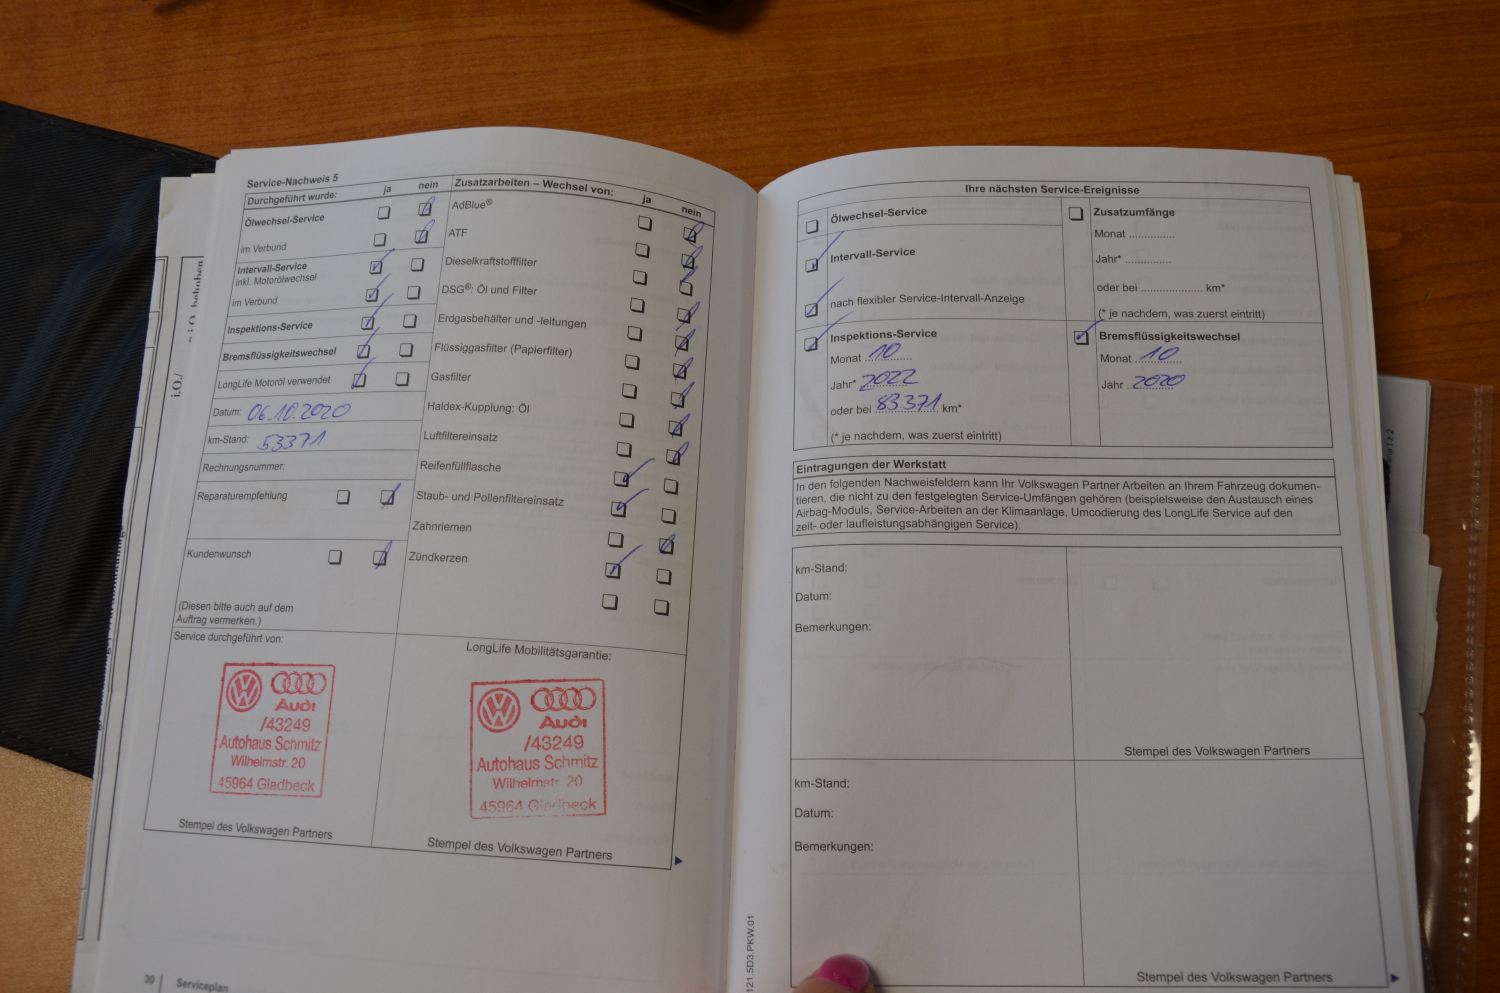 Service-Nachweis 5
Durchgeführt wurde: ja nein
Ölwechsel-Service
im Verbund
Intervall-Service
inkl. Motorölwechsel
im Verbund
Inspektions-Service
Bremsflüssigkeitswechsel
LongLife Motoröl verwendet
Datum: 06.10.2020
km-Stand: 53371
Rechnungsnummer:
Reparaturempfehlung
Kundenwunsch
(Diesen bitte auch auf dem
Auftrag vermerken.)
Zusatzarbeiten – Wechsel von: ja nein
AdBlue®
ATF
Dieselkraftstofffilter
DSG®: Öl und Filter
Erdgasbehälter und -leitungen
Flüssiggasfilter (Papierfilter)
Gasfilter
Haldex-Kupplung: Öl
Luftfiltereinsatz
Reifenfüllflasche
Staub- und Pollenfiltereinsatz
Zahnriemen
Zündkerzen
Service durchgeführt von:
Audi
/43249
Autohaus Schmitz
Wilhelmstr. 20
45964 Gladbeck
Stempel des Volkswagen Partners
LongLife Mobilitätsgarantie:
Audi
/43249
Autohaus Schmitz
Wilhelmstr. 20
45964 Gladbeck
Stempel des Volkswagen Partners
30 Serviceplan
Ihre nächsten Service-Ereignisse
Ölwechsel-Service
Intervall-Service
nach flexibler Service-Intervall-Anzeige
Inspektions-Service
Monat 10
Jahr* 2022
oder bei 83371 km*
(* je nachdem, was zuerst eintritt)
Zusatzumfänge
Monat ...............
Jahr* ...............
oder bei .................... km*
(* je nachdem, was zuerst eintritt)
Bremsflüssigkeitswechsel
Monat 10
Jahr 2020
Eintragungen der Werkstatt
In den folgenden Nachweisfeldern kann Ihr Volkswagen Partner Arbeiten an Ihrem Fahrzeug dokumen-
tieren, die nicht zu den festgelegten Service-Umfängen gehören (beispielsweise den Austausch eines
Airbag-Moduls, Service-Arbeiten an der Klimaanlage, Umcodierung des LongLife Service auf den
zeit- oder laufleistungsabhängigen Service).
km-Stand:
Datum:
Bemerkungen:
Stempel des Volkswagen Partners
km-Stand:
Datum:
Bemerkungen:
Stempel des Volkswagen Partners
121.5D3.PKW.01
i.O./